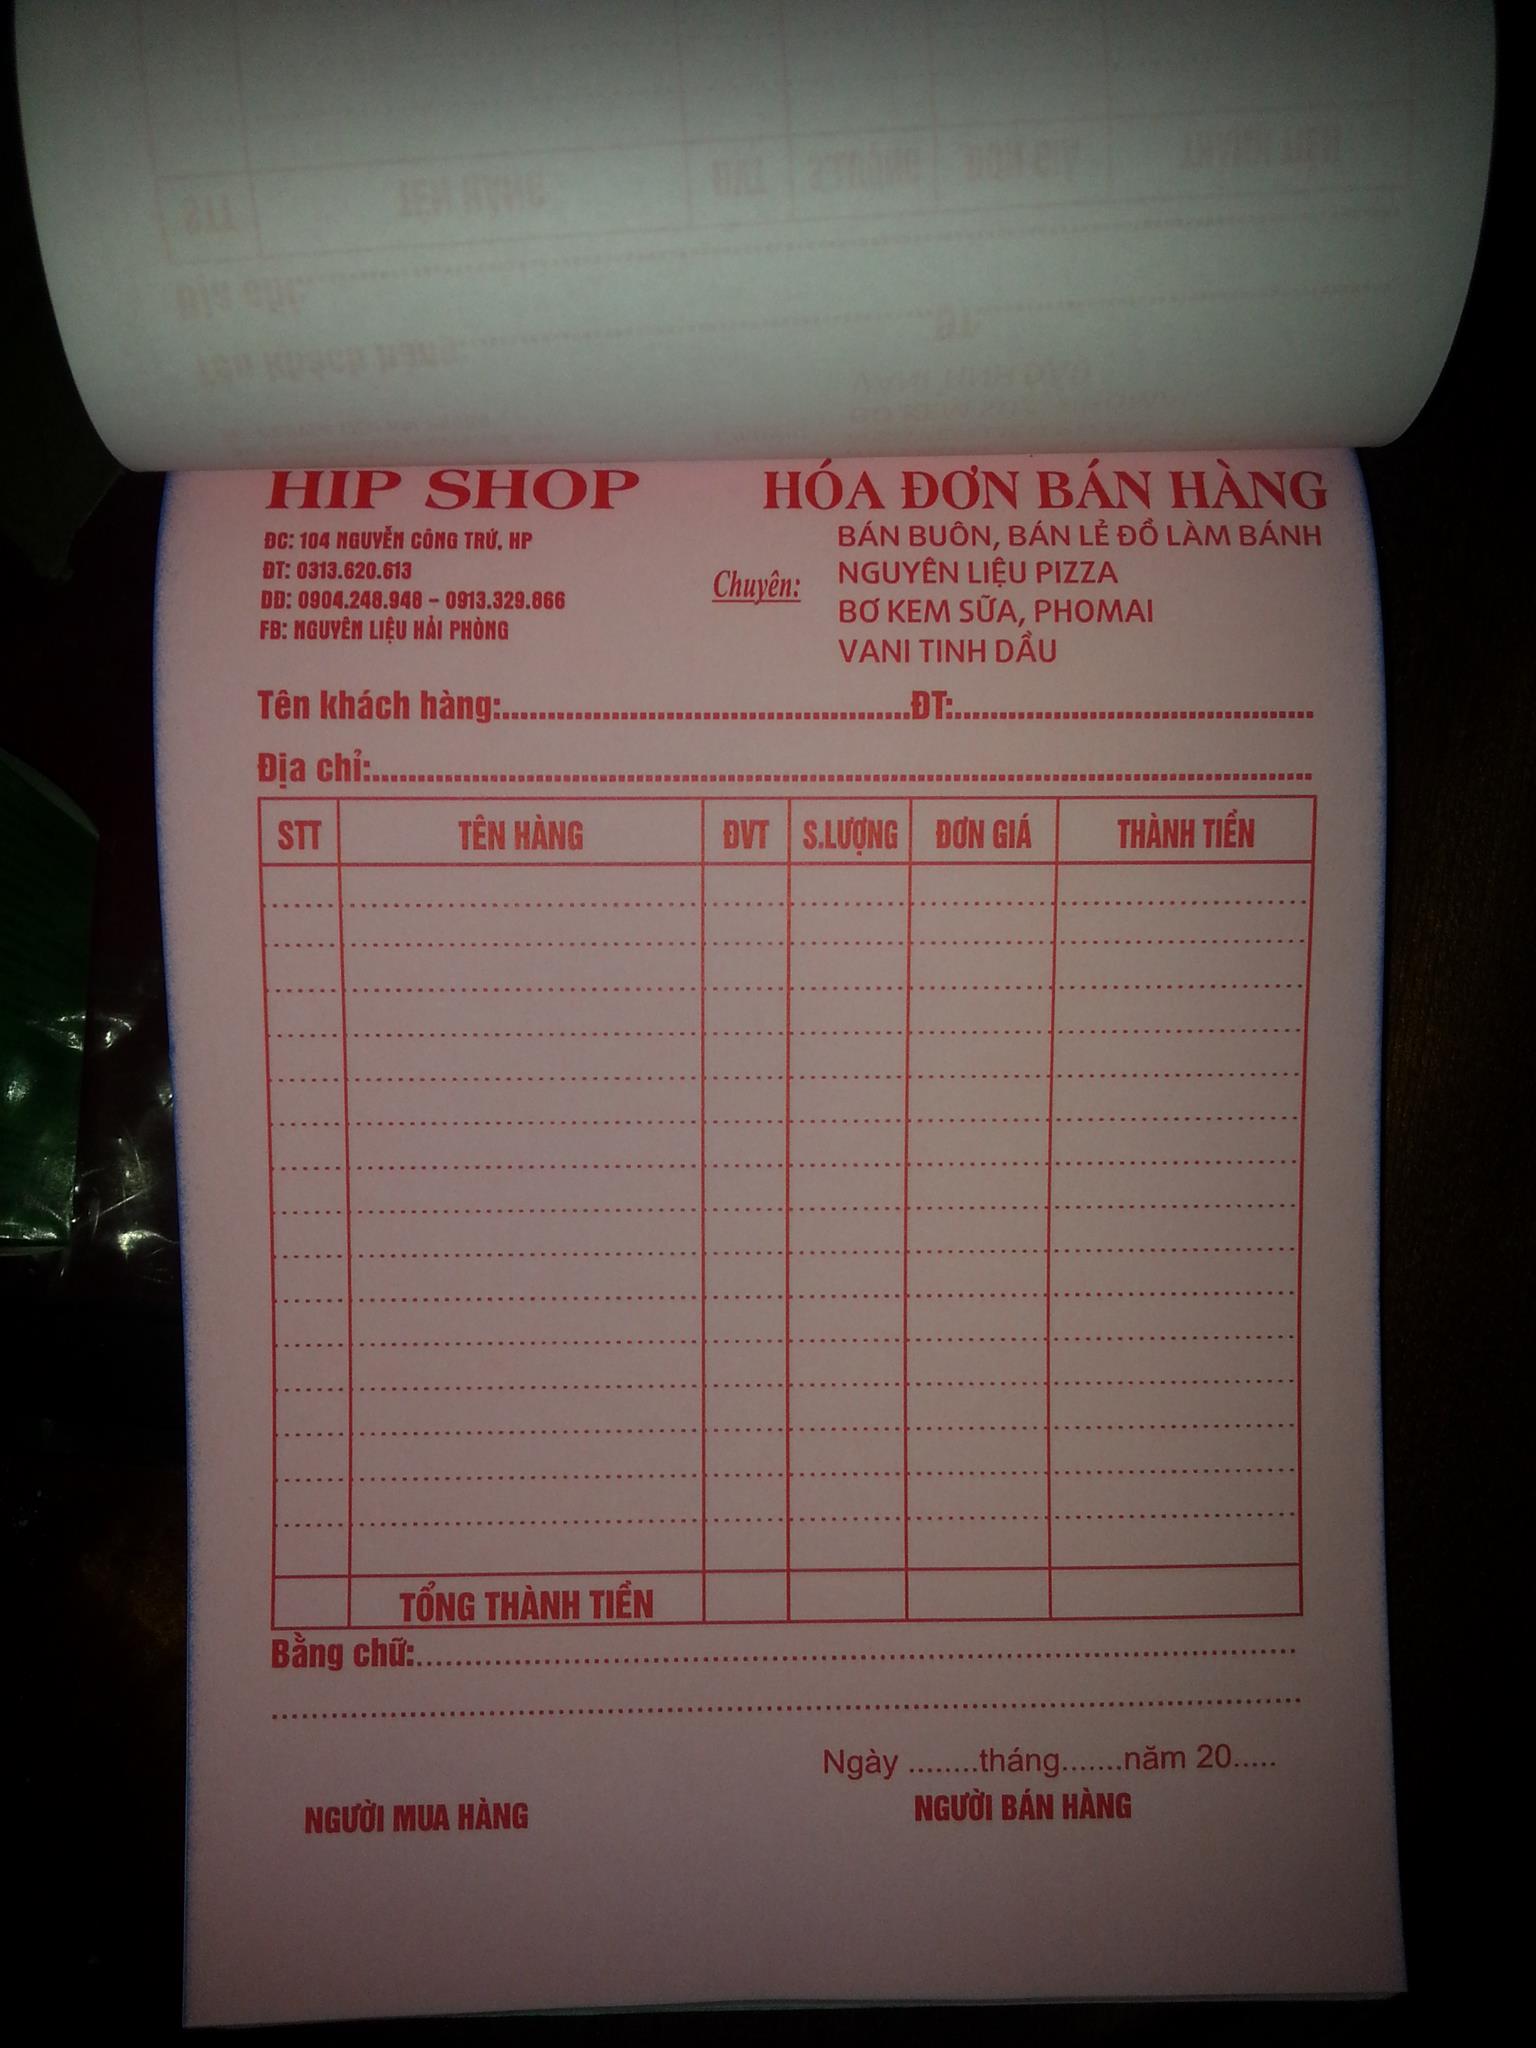 HIP SHOP
ĐC: 104 NGUYỄN CÔNG TRỨ, HP
ĐT: 0313.620.613
DĐ: 0904.248.948 - 0913.329.866
FB: NGUYÊN LIỆU HẢI PHÒNG
HÓA ĐƠN BÁN HÀNG
Chuyên:
BÁN BUÔN, BÁN LẺ ĐỒ LÀM BÁNH
NGUYÊN LIỆU PIZZA
BƠ KEM SỮA, PHOMAI
VANI TINH DẦU
Tên khách hàng:..........ĐT:..........
Địa chỉ:..........
STT TÊN HÀNG ĐVT S.LƯỢNG ĐƠN GIÁ THÀNH TIỀN
TỔNG THÀNH TIỀN
Bằng chữ:..........
Ngày ........tháng.......năm 20.....
NGƯỜI MUA HÀNG NGƯỜI BÁN HÀNG